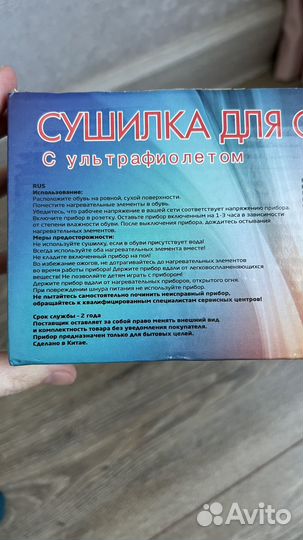 СУШИЛКА ДЛЯ
С ультрафиолетом
RUS
Использование:
Расположите обувь на ровной, сухой поверхности.
Поместите нагревательные элементы в обувь.
Убедитесь, что рабочее напряжение в вашей сети соответствует напряжению прибора.
Включите прибор в розетку. Оставьте прибор включенным на 1-3 часа в зависимости
от степени влажности обуви. После выключения прибора, дождитесь остывания
нагревательных элементов.
Меры предосторожности:
Не используйте сушилку, если в обуви присутствует вода!
Всегда используйте оба нагревательных элемента вместе!
Не кладите включенный прибор на пол!
Во избежание ожогов, не дотрагивайтесь до нагревательных элементов
во время работы прибора! Держите прибор вдали от легковоспламеняющихся
веществ! Не позволяйте детям играть с прибором!
Держите прибор вдали от нагревательных приборов, открытого огня.
При повреждении шнура питания не используйте прибор.
Не пытайтесь самостоятельно починить неисправный прибор,
обращайтесь к квалифицированным специалистам сервисных центров!
Срок службы - 2 года
Поставщик оставляет за собой право менять внешний вид
и комплектность товара без уведомления покупателя.
Прибор предназначен только для бытовых целей.
Сделано в Китае.
Avito